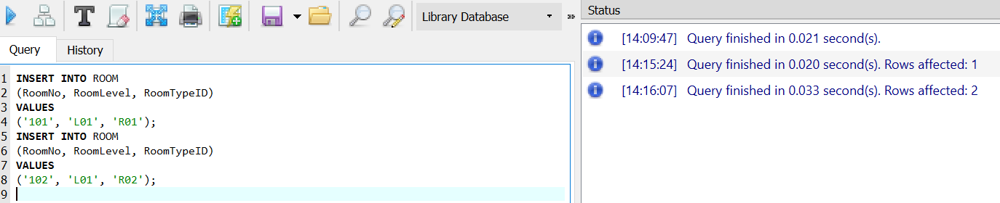 Library Database
Query
History
1 INSERT INTO ROOM
2 (RoomNo, RoomLevel, RoomTypeID)
3 VALUES
4 ('101', 'L01', 'R01');
5 INSERT INTO ROOM
6 (RoomNo, RoomLevel, RoomTypeID)
7 VALUES
8 ('102', 'L01', 'R02');
9
Status
[14:09:47] Query finished in 0.021 second(s).
[14:15:24] Query finished in 0.020 second(s). Rows affected: 1
[14:16:07] Query finished in 0.033 second(s). Rows affected: 2